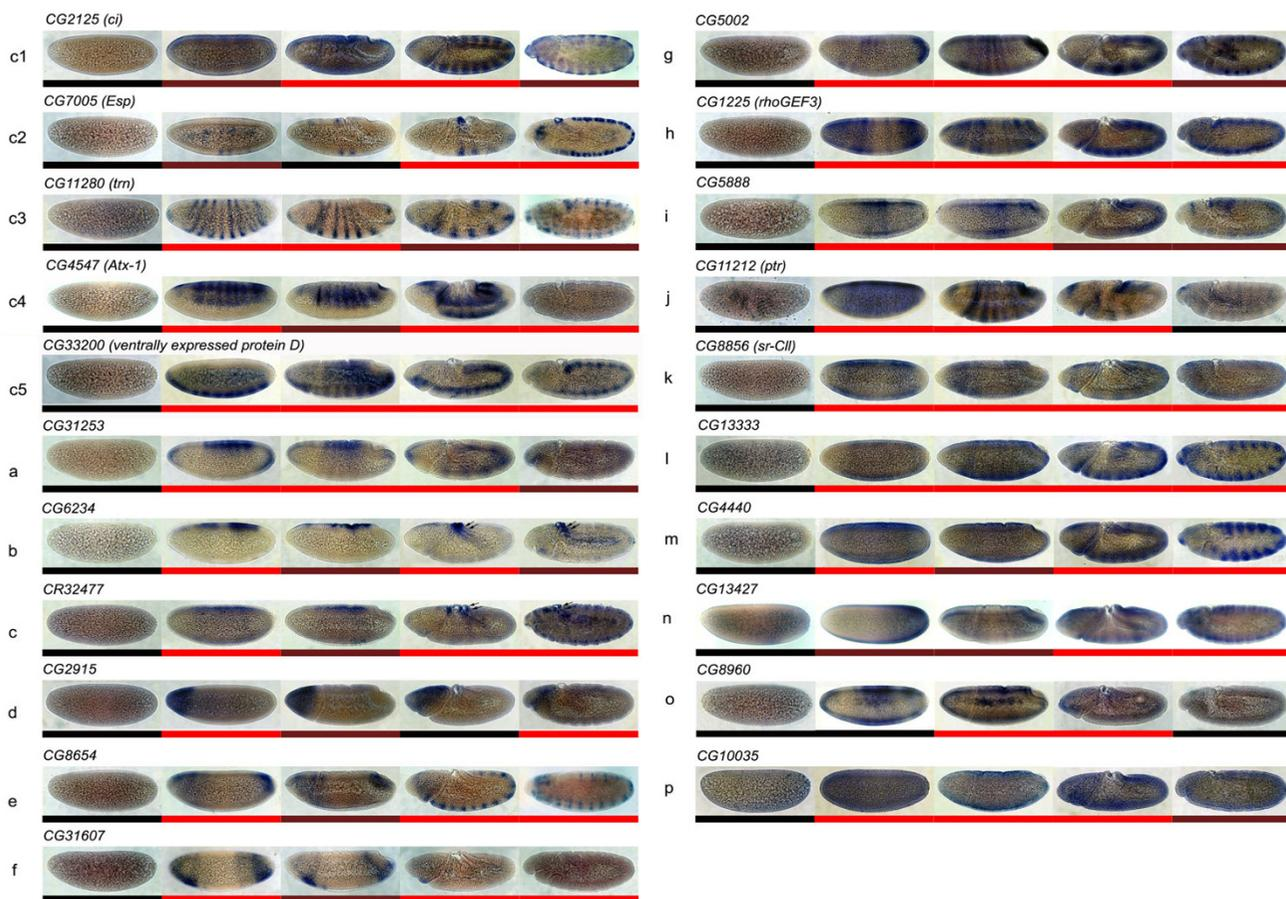 CG2125 (ci)
c1
CG7005 (Esp)
c2
CG11280 (trn)
c3
CG4547 (Atx-1)
c4
CG33200 (ventrally expressed protein D)
c5
CG31253
a
CG6234
b
CR32477
c
CG2915
d
CG8654
e
CG31607
f
CG5002
g
CG1225 (rhoGEF3)
h
CG5888
i
CG11212 (ptr)
j
CG8856 (sr-CII)
k
CG13333
l
CG4440
m
CG13427
n
CG8960
o
CG10035
p